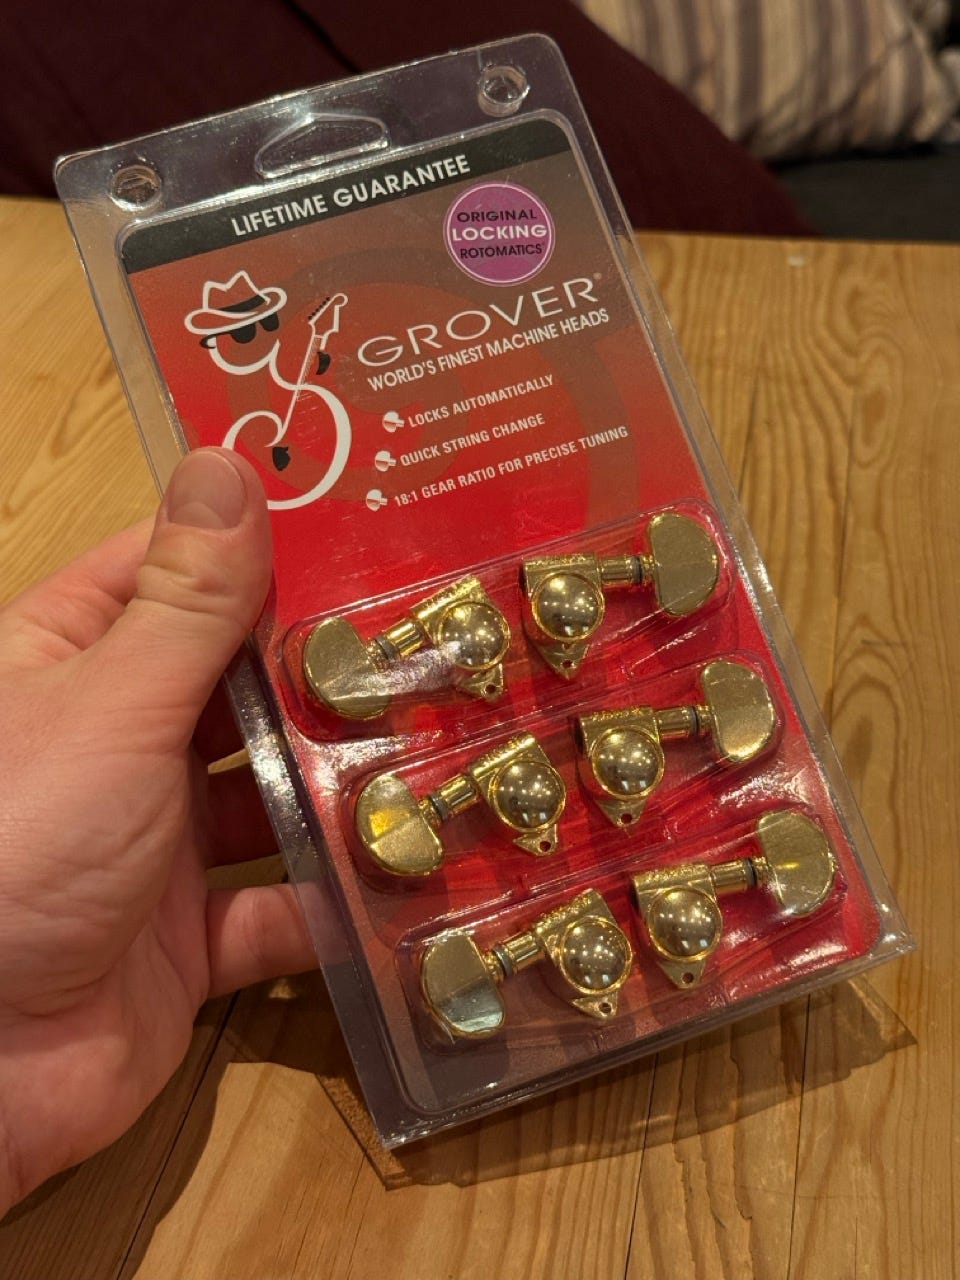 LIFETIME GUARANTEE
ORIGINAL
LOCKING
ROTOMATICS®
GROVER®
WORLD'S FINEST MACHINE HEADS
LOCKS AUTOMATICALLY
QUICK STRING CHANGE
18:1 GEAR RATIO FOR PRECISE TUNING